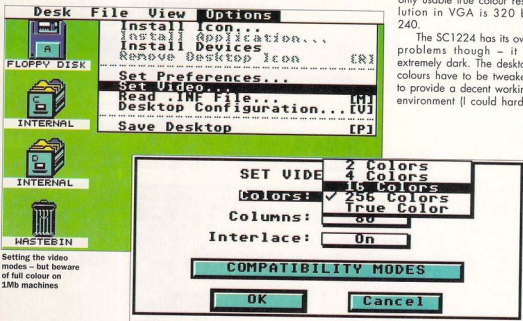 Desk File View Options
Install Icon...
Install Application...
Install Devices
Remove Desktop Icon [R]
Set Preferences...
Set Video...
Read .INF File... [M]
Desktop Configuration... [V]
Save Desktop [P]
A
FLOPPY DISK
INTERNAL
INTERNAL
WASTEBIN
Setting the video
modes – but beware
of full colour on
1Mb machines
only usable true colour res
lution in VGA is 320 b
240.
The SC1224 has its ow
problems though – it
extremely dark. The deskto
colours have to be tweake
to provide a decent workin
environment (I could hard
SET VIDE
Colors:
2 Colors
4 Colors
16 Colors
✓ 256 Colors
True Color
Columns: 80
Interlace: On
COMPATIBILITY MODES
OK Cancel